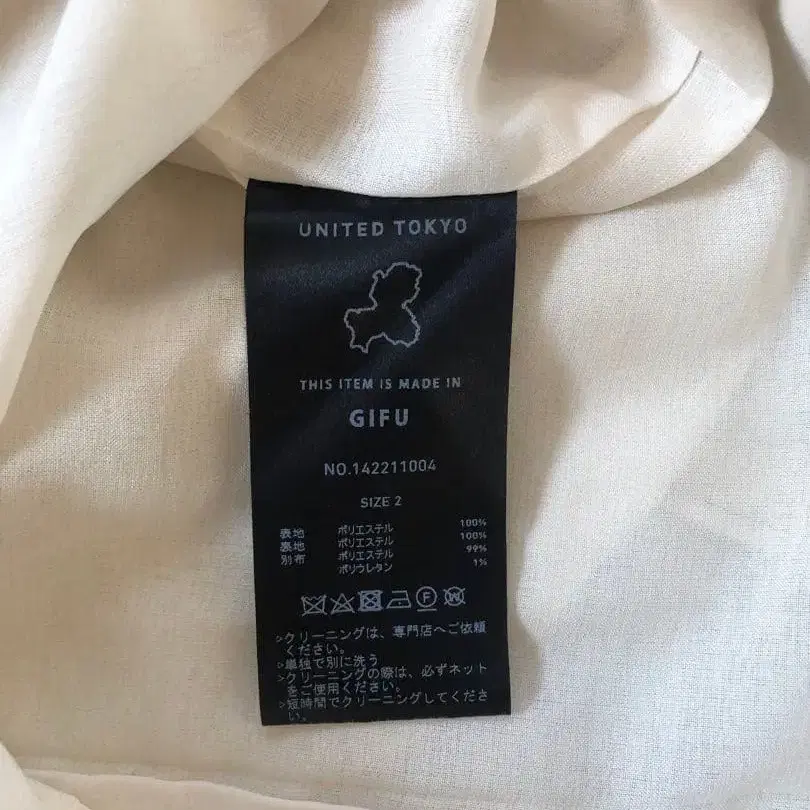 UNITED TOKYO
THIS ITEM IS MADE IN
GIFU
NO.142211004
SIZE 2
表地 ポリエステル 100%
裏地 ポリエステル 100%
別布 ポリエステル 99%
ポリウレタン 1%
P W
>クリーニングは、専門店へご依頼
ください。
>単独で別に洗う
>クリーニングの際は、必ずネット
をご使用ください。
>短時間でクリーニングしてくださ
い。